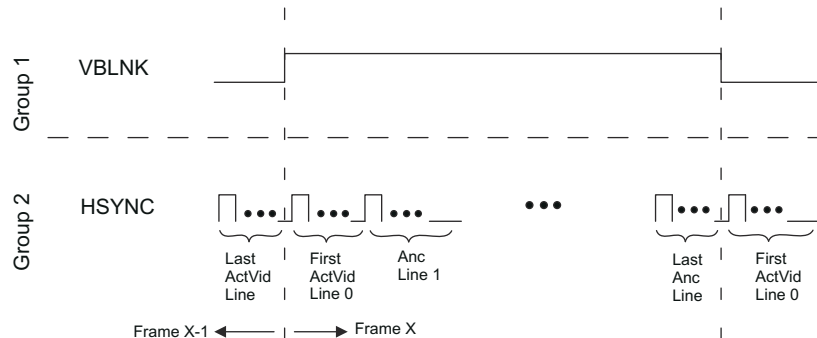 Group 1
VBLNK
Group 2
HSYNC
Last
ActVid
Line
First
ActVid
Line 0
Anc
Line 1
Last
Anc
Line
First
ActVid
Line 0
Frame X-1
Frame X